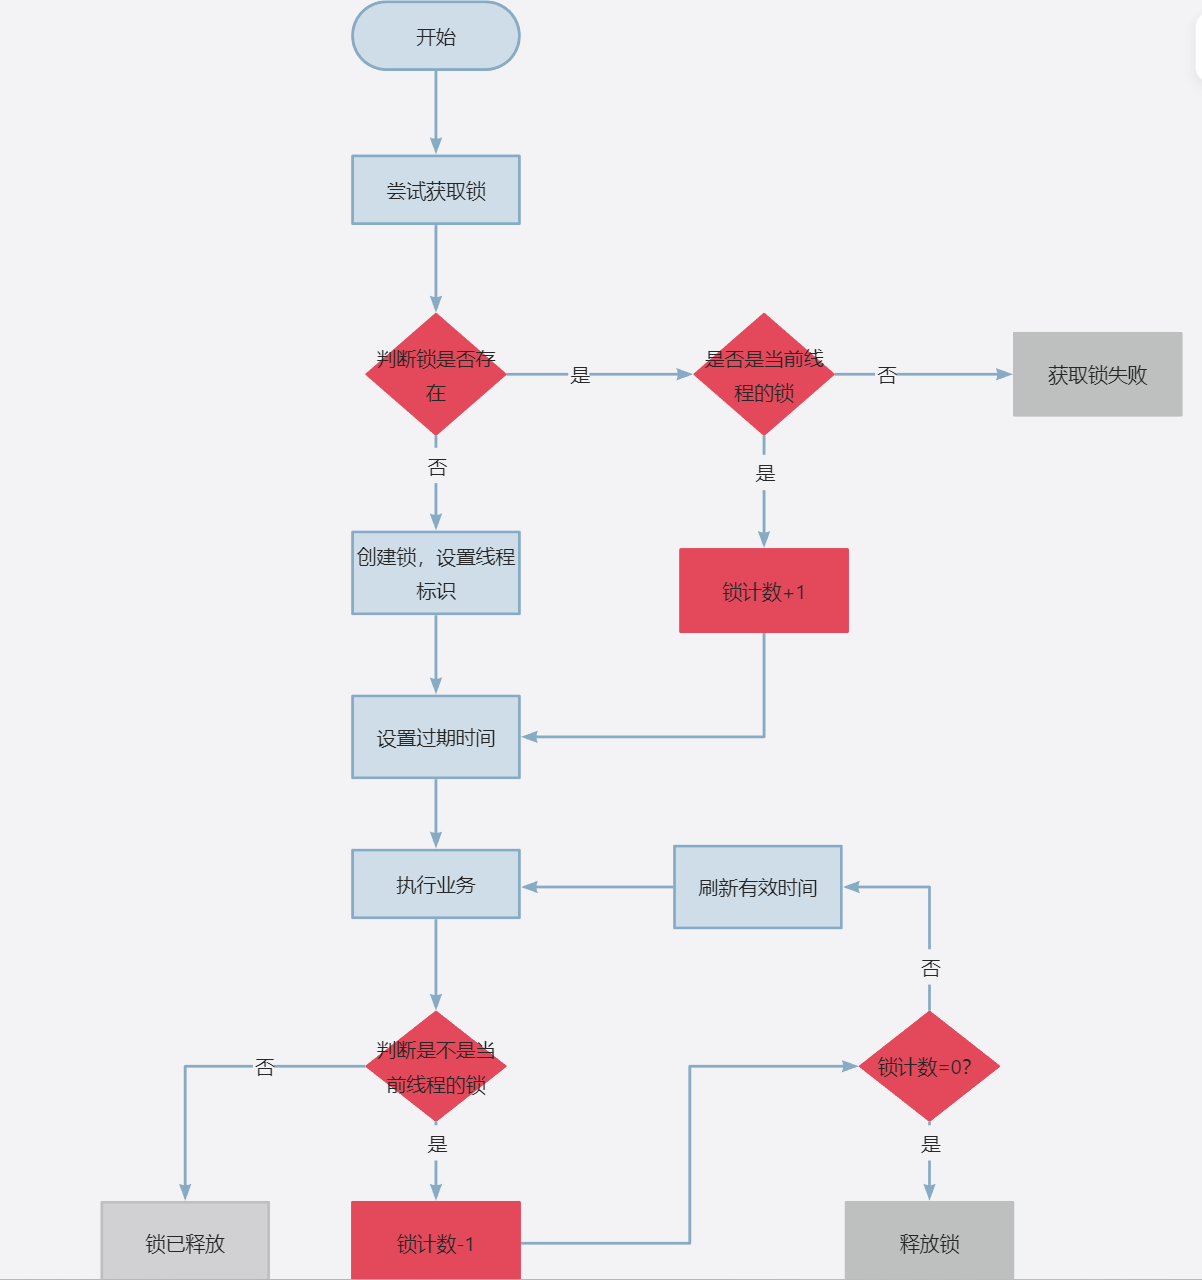 开始
尝试获取锁
判断锁是否存
在
是
是否是当前线
程的锁
否
获取锁失败
否
是
创建锁，设置线程
标识
锁计数+1
设置过期时间
执行业务
刷新有效时间
否
判断是不是当
前线程的锁
否
锁计数=0?
是
是
锁已释放
锁计数-1
释放锁